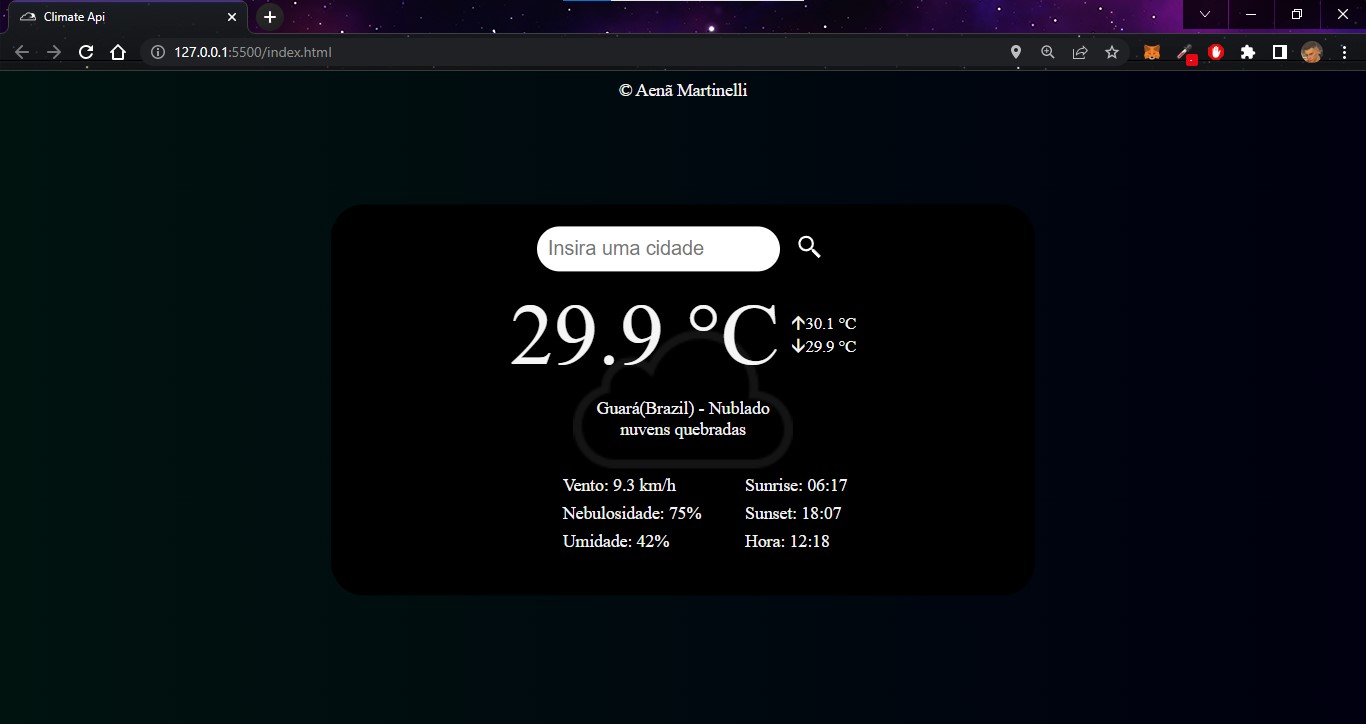 Climate Api
127.0.0.1:5500/index.html
© Aenã Martinelli
Insira uma cidade
29.9 °C
30.1 °C
29.9 °C
Guará(Brazil) - Nublado
nuvens quebradas
Vento: 9.3 km/h
Nebulosidade: 75%
Umidade: 42%
Sunrise: 06:17
Sunset: 18:07
Hora: 12:18